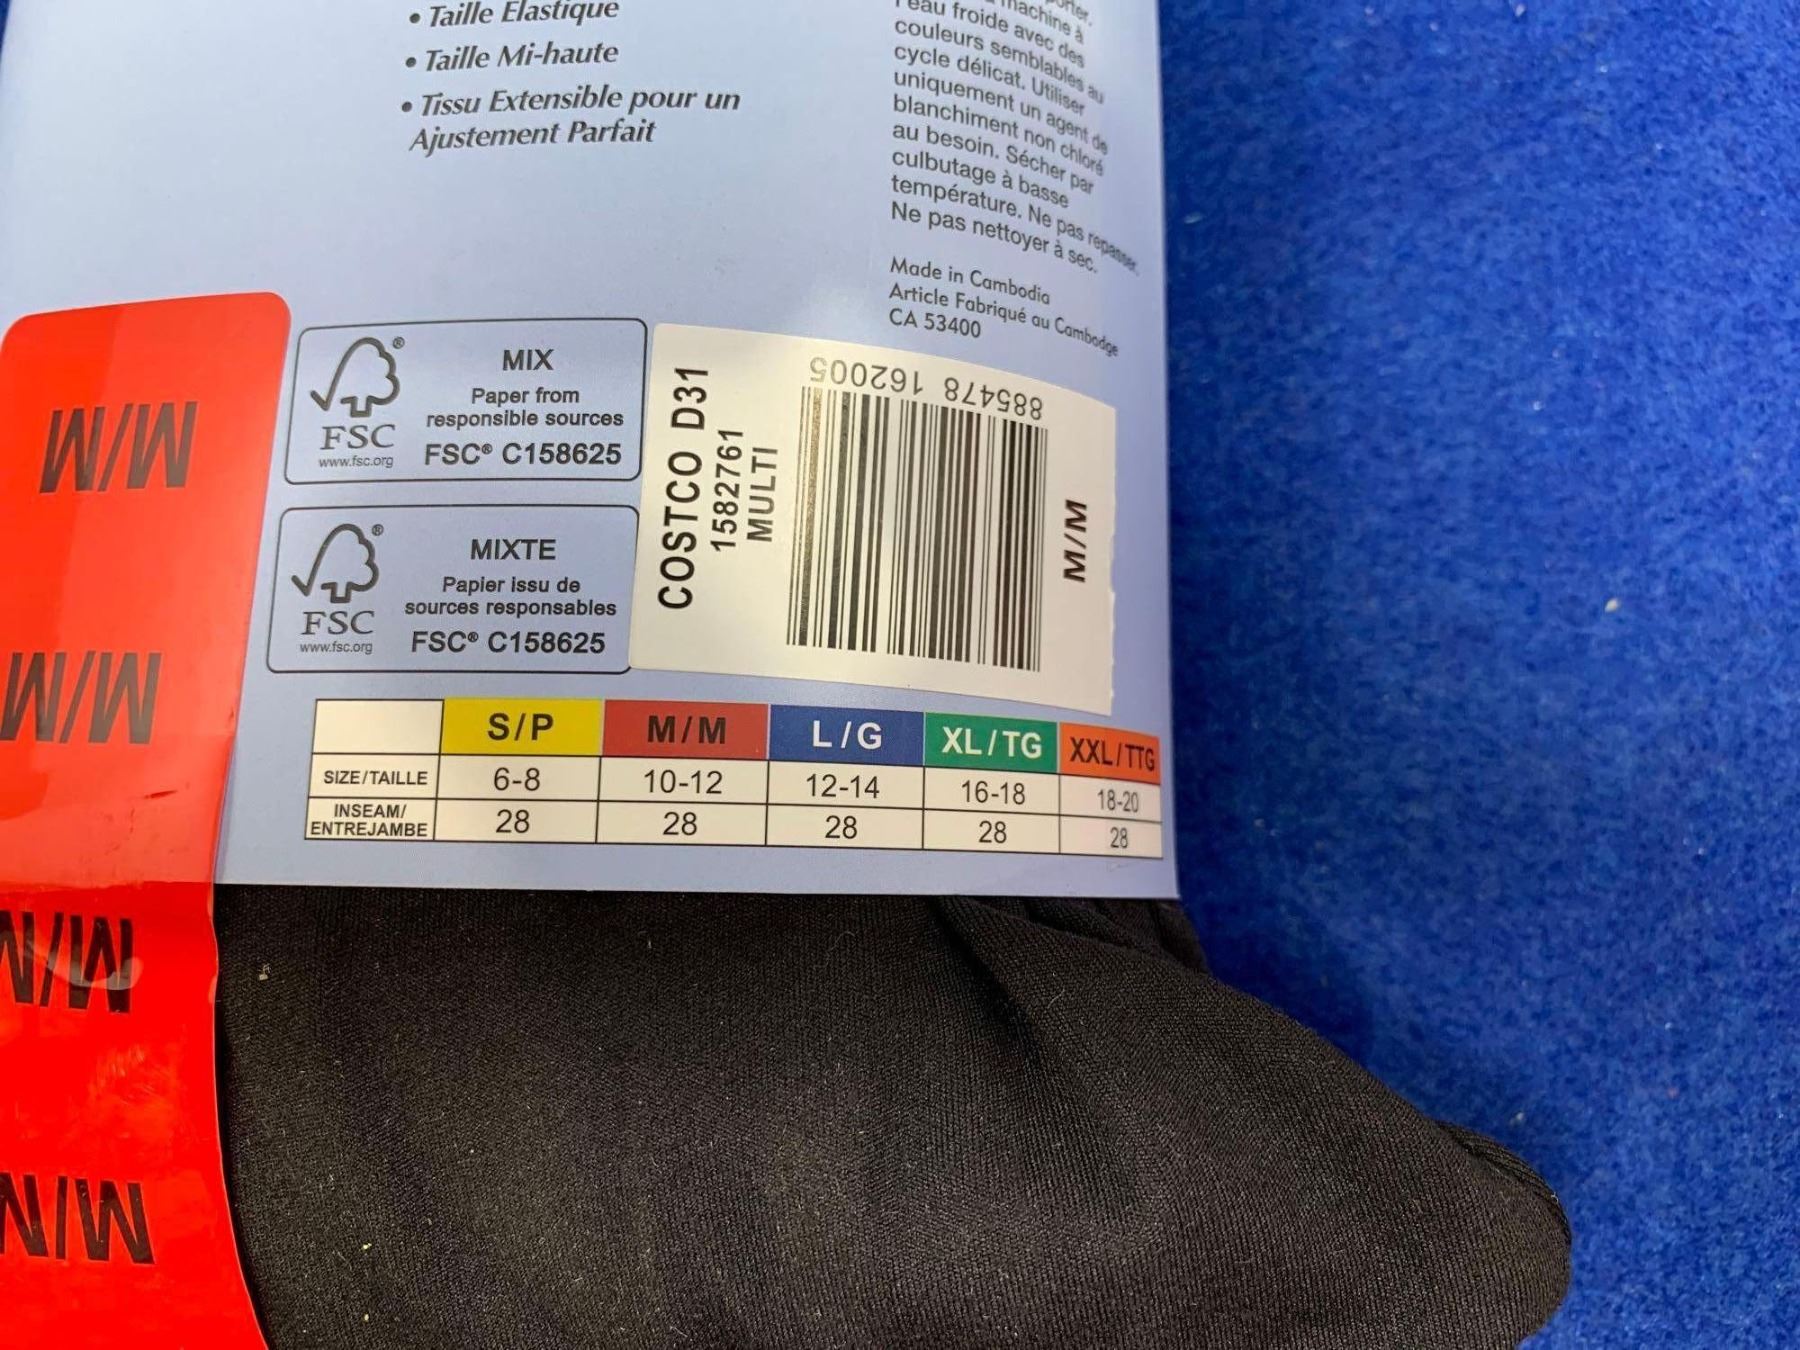 • Taille Élastique
• Taille Mi-haute
• Tissu Extensible pour un
Ajustement Parfait
machine à
l'eau froide avec des
couleurs semblables au
cycle délicat. Utiliser
uniquement un agent de
blanchiment non chloré
au besoin. Sécher par
culbutage à basse
température. Ne pas repasser.
Ne pas nettoyer à sec.
Made in Cambodia
Article Fabriqué au Cambodge
CA 53400
M/M
M/M
M/M
M/M
FSC®
www.fsc.org
MIX
Paper from
responsible sources
FSC® C158625
FSC®
www.fsc.org
MIXTE
Papier issu de
sources responsables
FSC® C158625
COSTCO D31
1582761
MULTI
885478 162005
M/M
S/P M/M L/G XL/TG XXL/TTG
SIZE/TAILLE 6-8 10-12 12-14 16-18 18-20
INSEAM/
ENTREJAMBE 28 28 28 28 28